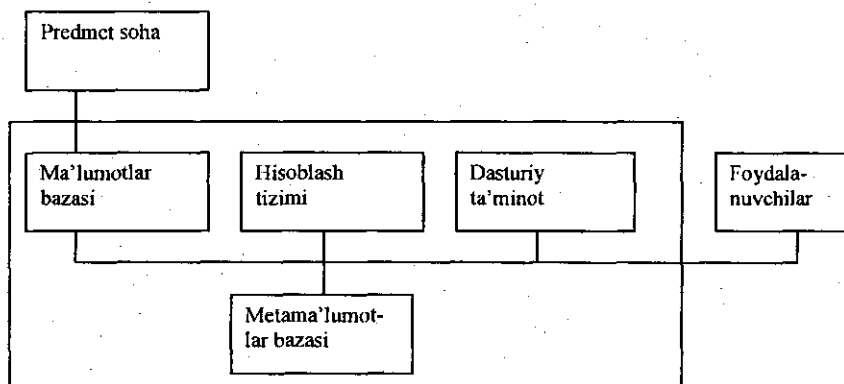 Predmet soha
Ma'lumotlar
bazasi
Hisoblash
tizimi
Dasturiy
ta'minot
Foydala-
nuvchilar
Metama'lumot-
lar bazasi